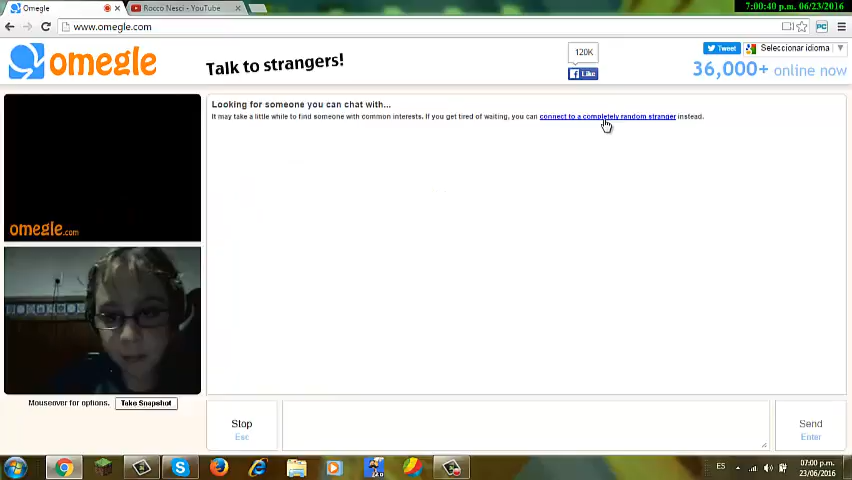 7:00:40 p.m. 06/23/2016
Omegle
Rocco Nesci - YouTube
www.omegle.com
omegle
Talk to strangers!
120K
Like
Tweet
Seleccionar idioma
36,000+ online now
Looking for someone you can chat with...
It may take a little while to find someone with common interests. If you get tired of waiting, you can connect to a completely random stranger instead.
omegle.com
Mouseover for options.
Take Snapshot
Stop
Esc
Send
Enter
ES
07:00 p.m.
23/06/2016